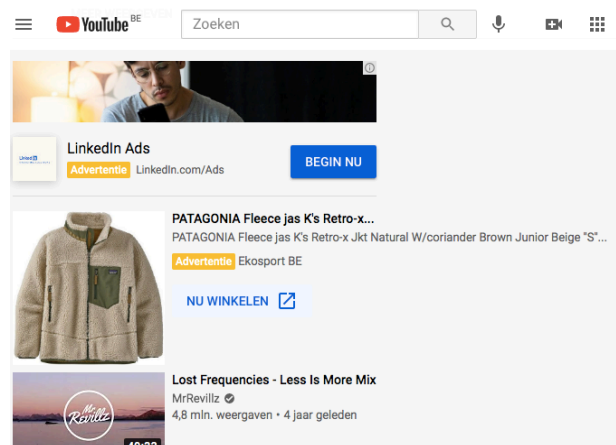 YouTube BE
Zoeken
LinkedIn Ads
Advertentie LinkedIn.com/Ads
BEGIN NU
PATAGONIA Fleece jas K's Retro-x...
PATAGONIA Fleece jas K's Retro-x Jkt Natural W/coriander Brown Junior Beige "S"...
Advertentie Ekosport BE
NU WINKELEN
Lost Frequencies - Less Is More Mix
MrRevillz
4,8 mln. weergaven • 4 jaar geleden
Mr Revillz